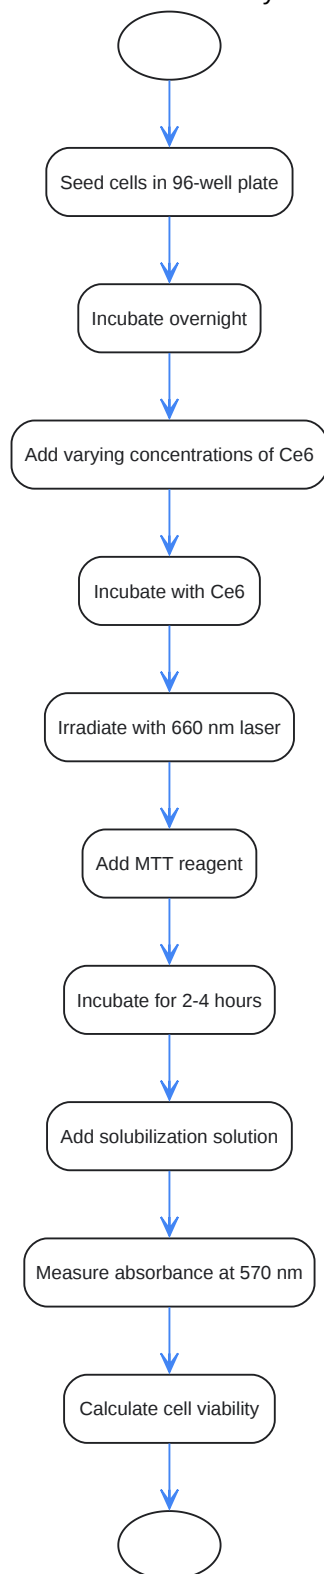 Seed cells in 96-well plate
Incubate overnight
Add varying concentrations of Ce6
Incubate with Ce6
Irradiate with 660 nm laser
Add MTT reagent
Incubate for 2-4 hours
Add solubilization solution
Measure absorbance at 570 nm
Calculate cell viability